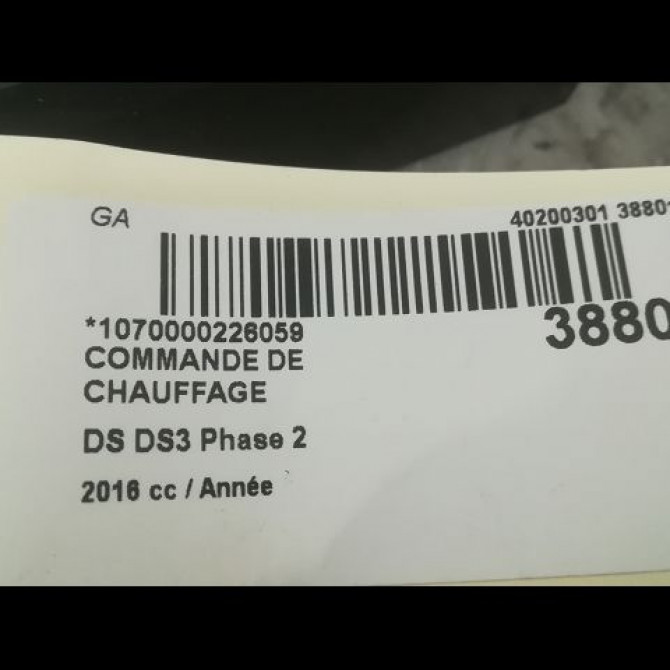 GA
40200301 3880
*1070000226059
3880
COMMANDE DE
CHAUFFAGE
DS DS3 Phase 2
2016 cc / Année